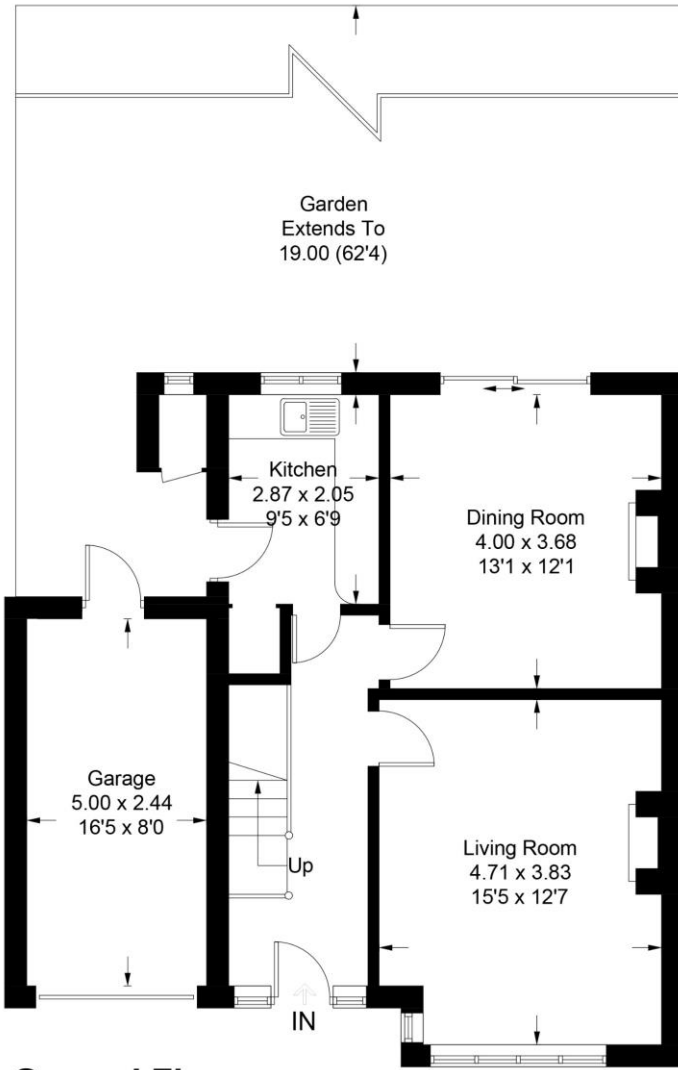 Garden
Extends To
19.00 (62'4)
Kitchen
2.87 x 2.05
9'5 x 6'9
Dining Room
4.00 x 3.68
13'1 x 12'1
Garage
5.00 x 2.44
16'5 x 8'0
Up
Living Room
4.71 x 3.83
15'5 x 12'7
IN